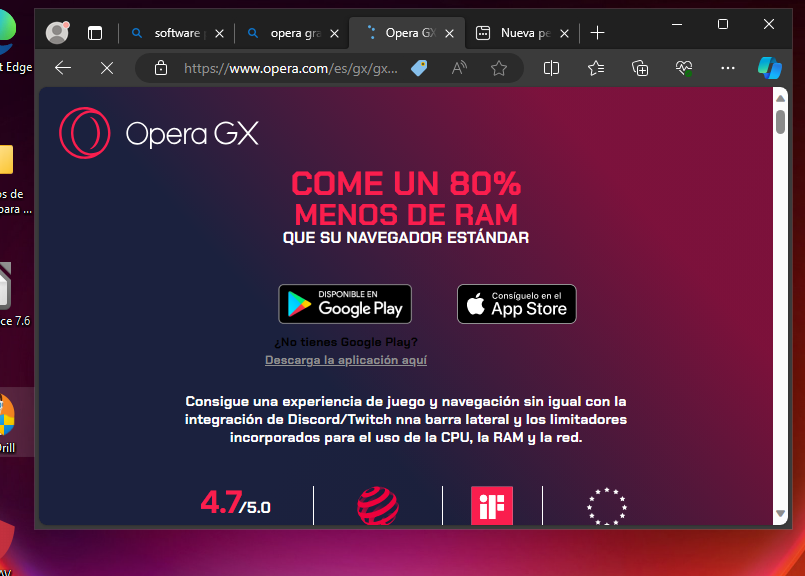 software
opera gra
Opera GX
Nueva pe
t Edge
https://www.opera.com/es/gx/gx...
Opera GX
COME UN 80%
MENOS DE RAM
QUE SU NAVEGADOR ESTÁNDAR
os de
para ...
DISPONIBLE EN
Google Play
Consíguelo en el
App Store
ce 7.6
¿No tienes Google Play?
Descarga la aplicación aquí
Consigue una experiencia de juego y navegación sin igual con la
integración de Discord/Twitch nna barra lateral y los limitadores
incorporados para el uso de la CPU, la RAM y la red.
Drill
4.7/5.0
iF
AV